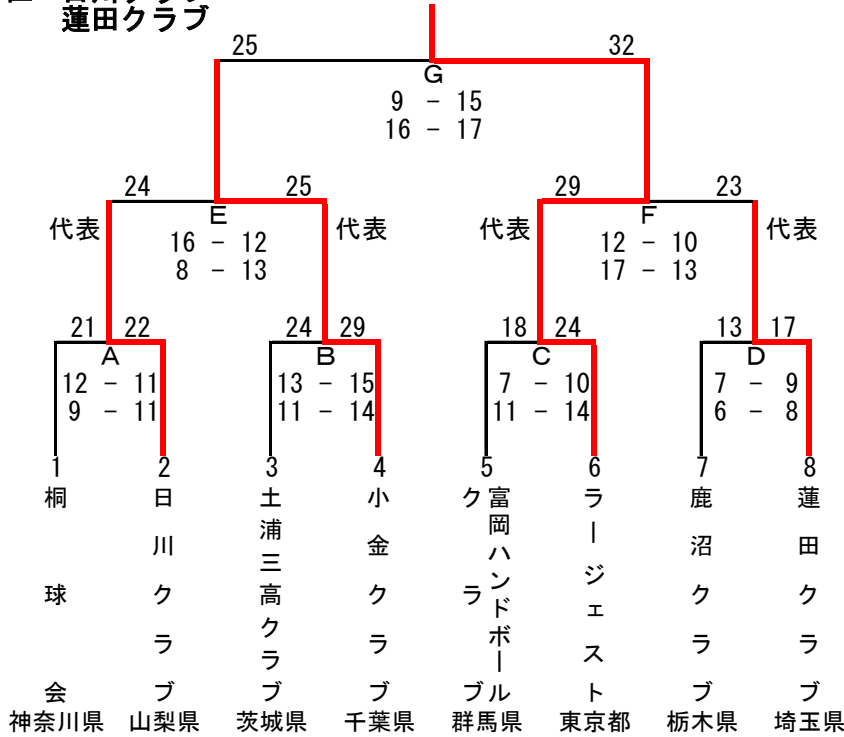 蓮田クラブ
25 32
G
9 - 15
16 - 17
24 25 29 23
E F
代表 代表 代表 代表
16 - 12 12 - 10
8 - 13 17 - 13
21 22 24 29 18 24 13 17
A B C D
12 - 11 13 - 15 7 - 10 7 - 9
9 - 11 11 - 14 11 - 14 6 - 8
1 2 3 4 5 6 7 8
桐球会
日川クラブ
土浦三高クラブ
小金クラブ
富岡ハンドボール
クラブ
ラージェスト
鹿沼クラブ
蓮田クラブ
神奈川県 山梨県 茨城県 千葉県 群馬県 東京都 栃木県 埼玉県